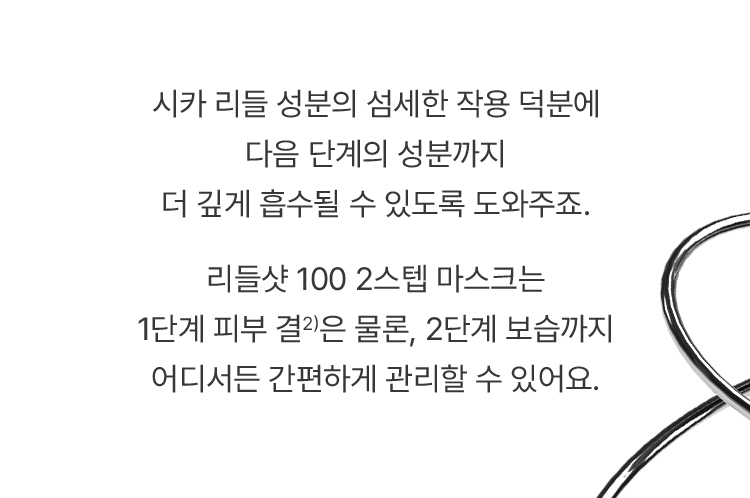 시카 리들 성분의 섬세한 작용 덕분에
다음 단계의 성분까지
더 깊게 흡수될 수 있도록 도와주죠.
리들샷 100 2스텝 마스크는
1단계 피부 결2)은 물론, 2단계 보습까지
어디서든 간편하게 관리할 수 있어요.